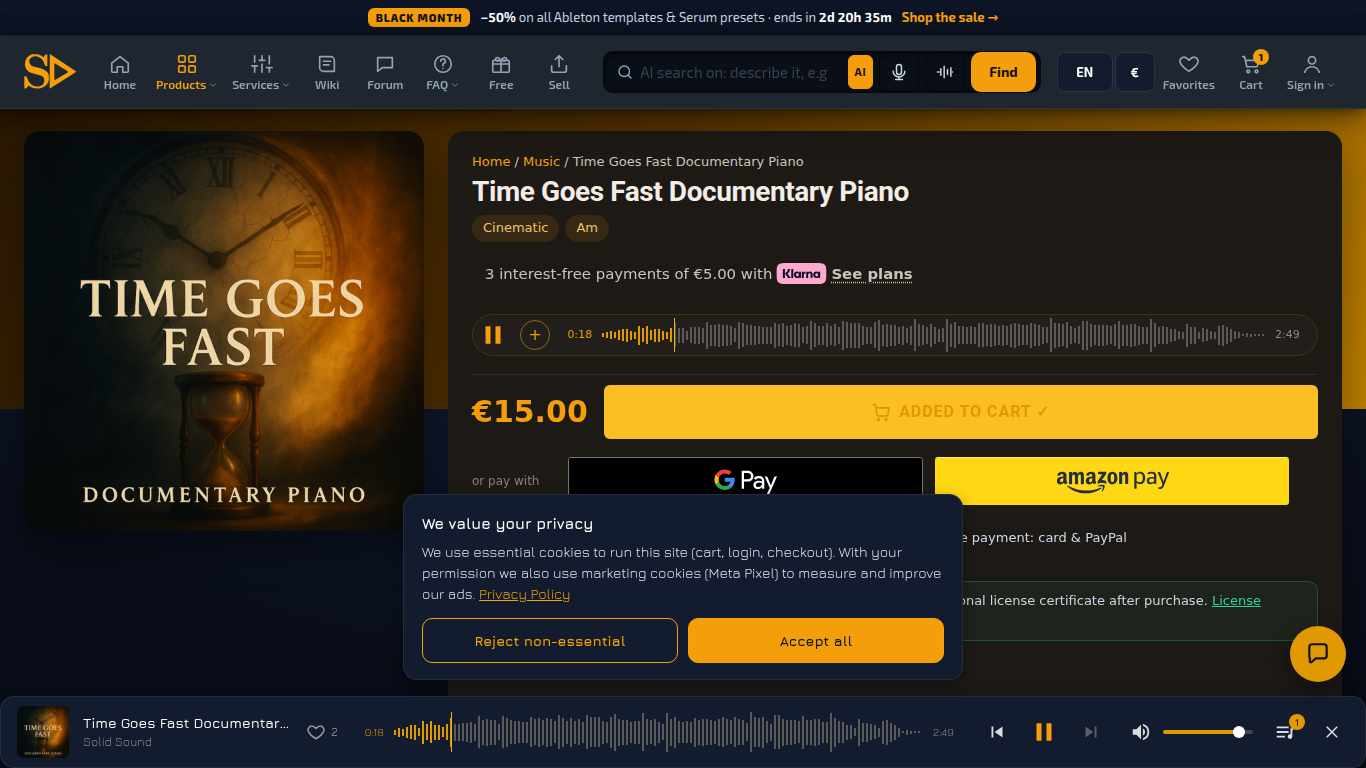 BLACK MONTH −50% on all Ableton templates & Serum presets · ends in 2d 20h 35m Shop the sale →
SD
Home
Products
Services
Wiki
Forum
FAQ
Free
Sell
AI search on: describe it, e.g
AI
Find
EN
€
Favorites
1
Cart
Sign in
TIME GOES
FAST
DOCUMENTARY PIANO
Home / Music / Time Goes Fast Documentary Piano
Time Goes Fast Documentary Piano
Cinematic
Am
3 interest-free payments of €5.00 with Klarna See plans
0:18
2:49
€15.00
ADDED TO CART ✓
or pay with
G Pay
amazon pay
e payment: card & PayPal
onal license certificate after purchase. License
We value your privacy
We use essential cookies to run this site (cart, login, checkout). With your
permission we also use marketing cookies (Meta Pixel) to measure and improve
our ads. Privacy Policy
Reject non-essential
Accept all
TIME GOES
FAST
Time Goes Fast Documentar...
Solid Sound
2
0:18
2:49
1